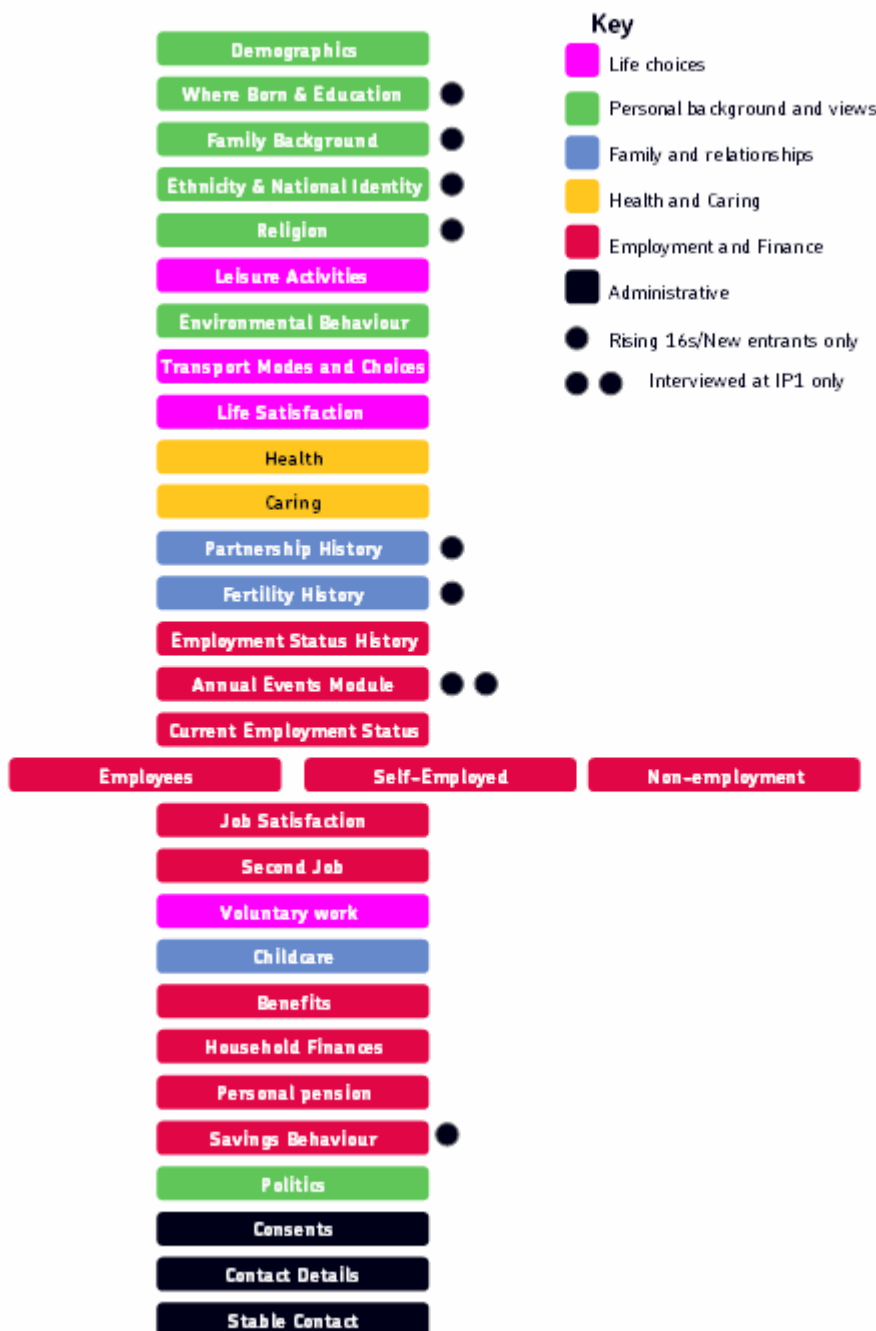 Demographics
Where Born & Education
Family Background
Ethnicity & National Identity
Religion
Leisure Activities
Environmental Behaviour
Transport Modes and Choices
Life Satisfaction
Health
Caring
Partnership History
Fertility History
Employment Status History
Annual Events Module
Current Employment Status
Employees
Self-Employed
Non-employment
Job Satisfaction
Second Job
Voluntary work
Childcare
Benefits
Household Finances
Personal pension
Savings Behaviour
Politics
Consents
Contact Details
Stable Contact
Key
Life choices
Personal background and views
Family and relationships
Health and Caring
Employment and Finance
Administrative
Rising 16s/New entrants only
Interviewed at IP1 only